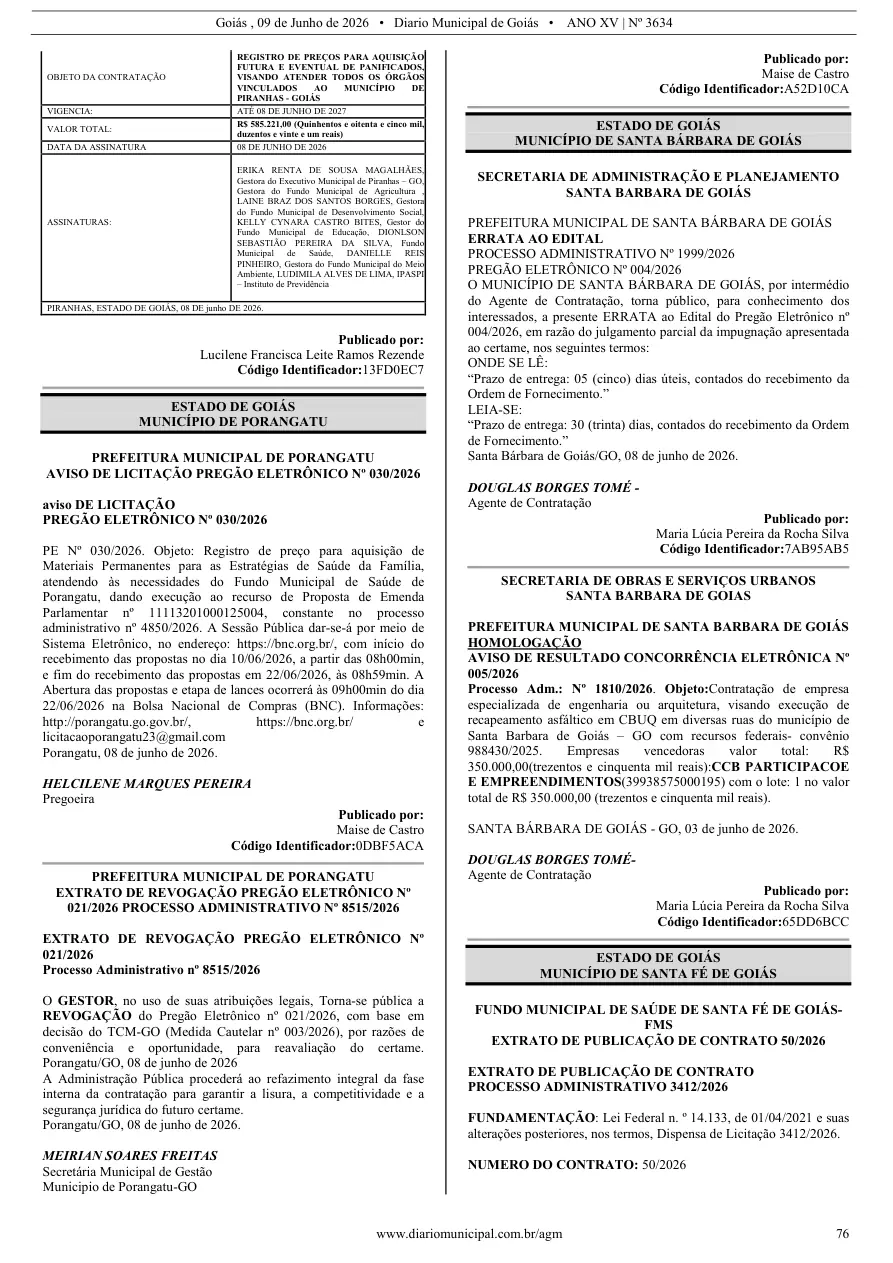 Goiás , 09 de Junho de 2026 • Diario Municipal de Goiás • ANO XV | Nº 3634
OBJETO DA CONTRATAÇÃO
REGISTRO DE PREÇOS PARA AQUISIÇÃO
FUTURA E EVENTUAL DE PANIFICADOS,
VISANDO ATENDER TODOS OS ÓRGÃOS
VINCULADOS AO MUNICÍPIO DE
PIRANHAS - GOIÁS
VIGENCIA:
ATÉ 08 DE JUNHO DE 2027
VALOR TOTAL:
R$ 585.221,00 (Quinhentos e oitenta e cinco mil,
duzentos e vinte e um reais)
DATA DA ASSINATURA
08 DE JUNHO DE 2026
ASSINATURAS:
ERIKA RENTA DE SOUSA MAGALHÃES,
Gestora do Executivo Municipal de Piranhas – GO,
Gestora do Fundo Municipal de Agricultura ,
LAINE BRAZ DOS SANTOS BORGES, Gestora
do Fundo Municipal de Desenvolvimento Social,
KELLY CYNARA CASTRO BITES, Gestor do
Fundo Municipal de Educação, DIONLSON
SEBASTIÃO PEREIRA DA SILVA, Fundo
Municipal de Saúde, DANIELLE REIS
PINHEIRO, Gestora do Fundo Municipal do Meio
Ambiente, LUDIMILA ALVES DE LIMA, IPASPI
– Instituto de Previdência
PIRANHAS, ESTADO DE GOIÁS, 08 DE junho DE 2026.
Publicado por:
Lucilene Francisca Leite Ramos Rezende
Código Identificador:13FD0EC7
ESTADO DE GOIÁS
MUNICÍPIO DE PORANGATU
PREFEITURA MUNICIPAL DE PORANGATU
AVISO DE LICITAÇÃO PREGÃO ELETRÔNICO Nº 030/2026
aviso DE LICITAÇÃO
PREGÃO ELETRÔNICO Nº 030/2026
PE Nº 030/2026. Objeto: Registro de preço para aquisição de
Materiais Permanentes para as Estratégias de Saúde da Família,
atendendo às necessidades do Fundo Municipal de Saúde de
Porangatu, dando execução ao recurso de Proposta de Emenda
Parlamentar nº 11113201000125004, constante no processo
administrativo nº 4850/2026. A Sessão Pública dar-se-á por meio de
Sistema Eletrônico, no endereço: https://bnc.org.br/, com início do
recebimento das propostas no dia 10/06/2026, a partir das 08h00min,
e fim do recebimento das propostas em 22/06/2026, às 08h59min. A
Abertura das propostas e etapa de lances ocorrerá às 09h00min do dia
22/06/2026 na Bolsa Nacional de Compras (BNC). Informações:
http://porangatu.go.gov.br/, https://bnc.org.br/ e
licitacaoporangatu23@gmail.com
Porangatu, 08 de junho de 2026.
HELCILENE MARQUES PEREIRA
Pregoeira
Publicado por:
Maise de Castro
Código Identificador:0DBF5ACA
PREFEITURA MUNICIPAL DE PORANGATU
EXTRATO DE REVOGAÇÃO PREGÃO ELETRÔNICO Nº
021/2026 PROCESSO ADMINISTRATIVO Nº 8515/2026
EXTRATO DE REVOGAÇÃO PREGÃO ELETRÔNICO Nº
021/2026
Processo Administrativo nº 8515/2026
O GESTOR, no uso de suas atribuições legais, Torna-se pública a
REVOGAÇÃO do Pregão Eletrônico nº 021/2026, com base em
decisão do TCM-GO (Medida Cautelar nº 003/2026), por razões de
conveniência e oportunidade, para reavaliação do certame.
Porangatu/GO, 08 de junho de 2026
A Administração Pública procederá ao refazimento integral da fase
interna da contratação para garantir a lisura, a competitividade e a
segurança jurídica do futuro certame.
Porangatu/GO, 08 de junho de 2026.
MEIRIAN SOARES FREITAS
Secretária Municipal de Gestão
Municipio de Porangatu-GO
Publicado por:
Maise de Castro
Código Identificador:A52D10CA
ESTADO DE GOIÁS
MUNICÍPIO DE SANTA BÁRBARA DE GOIÁS
SECRETARIA DE ADMINISTRAÇÃO E PLANEJAMENTO
SANTA BARBARA DE GOIÁS
PREFEITURA MUNICIPAL DE SANTA BÁRBARA DE GOIÁS
ERRATA AO EDITAL
PROCESSO ADMINISTRATIVO Nº 1999/2026
PREGÃO ELETRÔNICO Nº 004/2026
O MUNICÍPIO DE SANTA BÁRBARA DE GOIÁS, por intermédio
do Agente de Contratação, torna público, para conhecimento dos
interessados, a presente ERRATA ao Edital do Pregão Eletrônico nº
004/2026, em razão do julgamento parcial da impugnação apresentada
ao certame, nos seguintes termos:
ONDE SE LÊ:
“Prazo de entrega: 05 (cinco) dias úteis, contados do recebimento da
Ordem de Fornecimento.”
LEIA-SE:
“Prazo de entrega: 30 (trinta) dias, contados do recebimento da Ordem
de Fornecimento.”
Santa Bárbara de Goiás/GO, 08 de junho de 2026.
DOUGLAS BORGES TOMÉ -
Agente de Contratação
Publicado por:
Maria Lúcia Pereira da Rocha Silva
Código Identificador:7AB95AB5
SECRETARIA DE OBRAS E SERVIÇOS URBANOS
SANTA BARBARA DE GOIAS
PREFEITURA MUNICIPAL DE SANTA BARBARA DE GOIÁS
HOMOLOGAÇÃO
AVISO DE RESULTADO CONCORRÊNCIA ELETRÔNICA Nº
005/2026
Processo Adm.: Nº 1810/2026. Objeto:Contratação de empresa
especializada de engenharia ou arquitetura, visando execução de
recapeamento asfáltico em CBUQ em diversas ruas do município de
Santa Barbara de Goiás – GO com recursos federais- convênio
988430/2025. Empresas vencedoras valor total: R$
350.000,00(trezentos e cinquenta mil reais):CCB PARTICIPACOE
E EMPREENDIMENTOS(39938575000195) com o lote: 1 no valor
total de R$ 350.000,00 (trezentos e cinquenta mil reais).
SANTA BÁRBARA DE GOIÁS - GO, 03 de junho de 2026.
DOUGLAS BORGES TOMÉ-
Agente de Contratação
Publicado por:
Maria Lúcia Pereira da Rocha Silva
Código Identificador:65DD6BCC
ESTADO DE GOIÁS
MUNICÍPIO DE SANTA FÉ DE GOIÁS
FUNDO MUNICIPAL DE SAÚDE DE SANTA FÉ DE GOIÁS-
FMS
EXTRATO DE PUBLICAÇÃO DE CONTRATO 50/2026
EXTRATO DE PUBLICAÇÃO DE CONTRATO
PROCESSO ADMINISTRATIVO 3412/2026
FUNDAMENTAÇÃO: Lei Federal n. º 14.133, de 01/04/2021 e suas
alterações posteriores, nos termos, Dispensa de Licitação 3412/2026.
NUMERO DO CONTRATO: 50/2026
www.diariomunicipal.com.br/agm 76